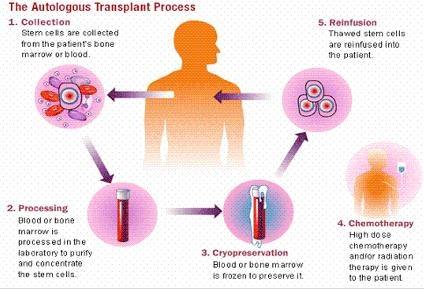 The Autologous Transplant Process
1. Collection
Stem cells are collected
from the patient's bone
marrow or blood.
5. Reinfusion
Thawed stem cells
are reinfused into
the patient.
2. Processing
Blood or bone
marrow is
processed in the
laboratory to purify
and concentrate
the stem cells.
3. Cryopreservation
Blood or bone marrow
is frozen to preserve it.
4. Chemotherapy
High dose
chemotherapy
and/or radiation
therapy is given
to the patient.